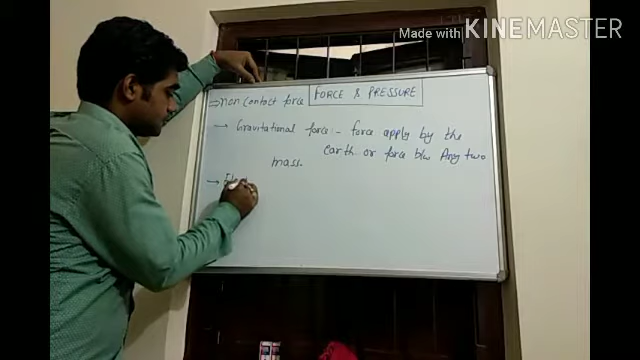 Made with KINEMASTER
⇒ non Contact force FORCE & PRESSURE
→ Gravitational force :- force apply by the
earth. or force b/w Any two
mass.
→